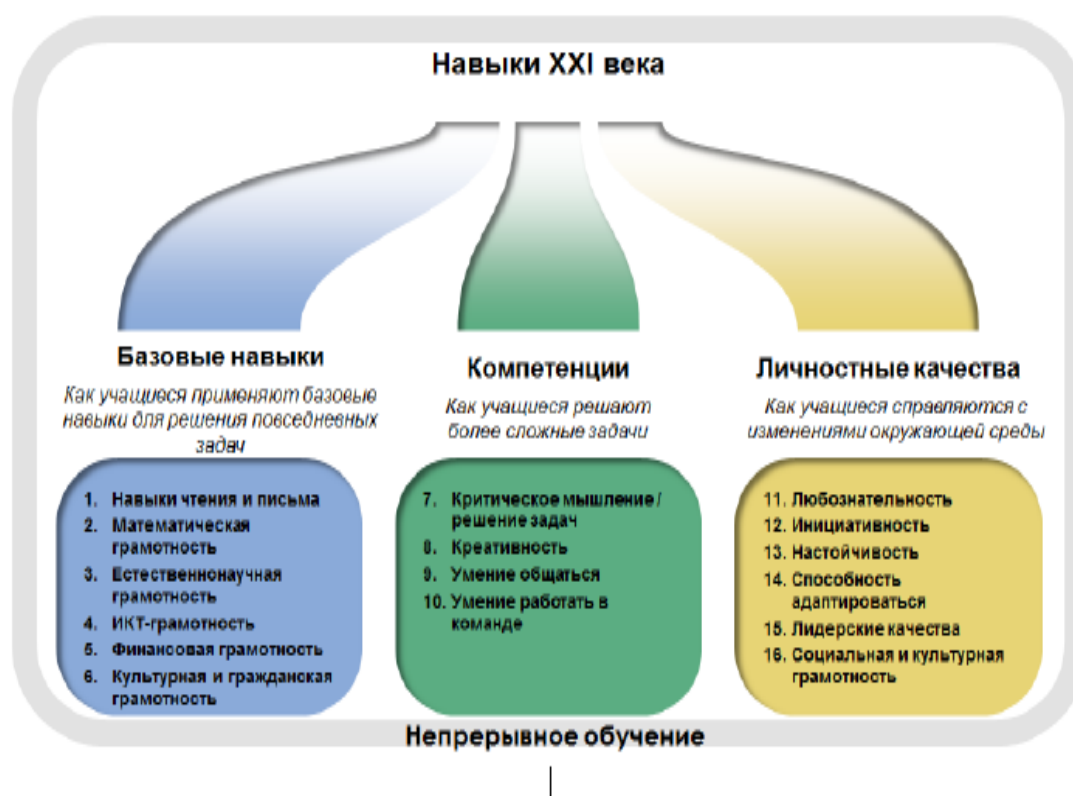 Навыки XXI века
Базовые навыки
Как учащиеся применяют базовые
навыки для решения повседневных
задач
1. Навыки чтения и письма
2. Математическая
грамотность
3. Естественнонаучная
грамотность
4. ИКТ-грамотность
5. Финансовая грамотность
6. Культурная и гражданская
грамотность
Компетенции
Как учащиеся решают
более сложные задачи
7. Критическое мышление /
решение задач
8. Креативность
9. Умение общаться
10. Умение работать в
команде
Личностные качества
Как учащиеся справляются с
изменениями окружающей среды
11. Любознательность
12. Инициативность
13. Настойчивость
14. Способность
адаптироваться
15. Лидерские качества
16. Социальная и культурная
грамотность
Непрерывное обучение